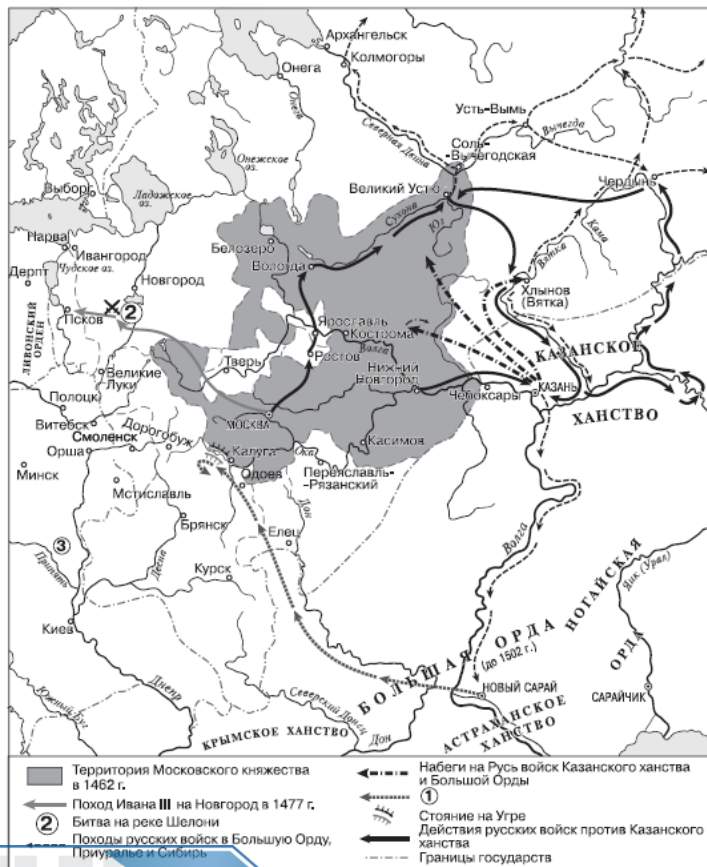 Архангельск
Колмогоры
Онега
Онега
Усть-Вымь
Вычегда
Северная Двина
Соль-
Вычегодская
Онежское
оз.
Великий Устюг
Чердынь
Выборг
Ладожское
оз.
Сухона
Юг
Кама
Вятка
Нарва
Ивангород
Чудское оз.
Белозеро
Вологда
Дерпт
Новгород
Хлынов
(Вятка)
ЛИВОНСКИЙ
ОРДЕН
Псков
2
Ярославль
Кострома
Волга
Ростов
Тверь
КАЗАНСКОЕ
Нижний
Новгород
КАЗАНЬ
Великие
Луки
Чебоксары
ХАНСТВО
Полоцк
МОСКВА
Витебск
Дорогобуж
Смоленск
Касимов
Орша
Калуга
Ока
Переяславль-
-Рязанский
Минск
Одоев
Мстиславль
Дон
Брянск
Елец
Волга
3
Десна
Припять
Курск
НОГАЙСКАЯ
ОРДА
Яик (Урал)
Киев
БОЛЬШАЯ ОРДА
(до 1502 г.)
Днепр
НОВЫЙ САРАЙ
САРАЙЧИК
Южный Буг
Северский Донец
АСТРАХАНСКОЕ
ХАНСТВО
КРЫМСКОЕ ХАНСТВО
Дон
Территория Московского княжества
в 1462 г.
Поход Ивана III на Новгород в 1477 г.
2 Битва на реке Шелони
Походы русских войск в Большую Орду,
Приуралье и Сибирь
Набеги на Русь войск Казанского ханства
и Большой Орды
1
Стояние на Угре
Действия русских войск против Казанского
ханства
Границы государств